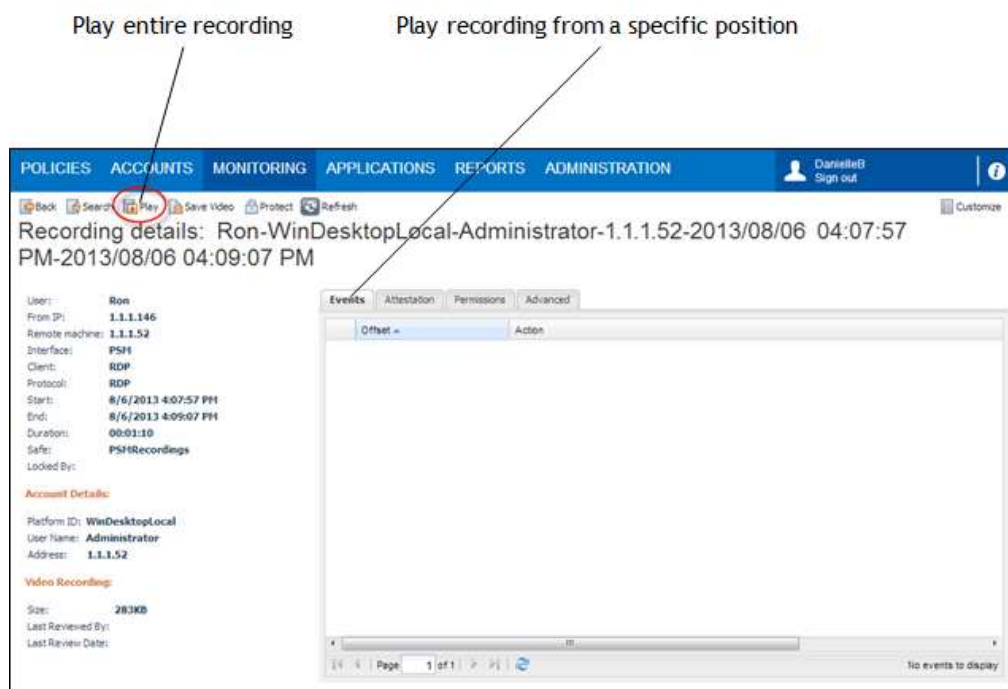 Play entire recording
Play recording from a specific position
POLICIES ACCOUNTS MONITORING APPLICATIONS REPORTS ADMINISTRATION
DanielleB
Sign out
Back Search Play Save Video Protect Refresh
Customize
Recording details: Ron-WinDesktopLocal-Administrator-1.1.1.52-2013/08/06 04:07:57
PM-2013/08/06 04:09:07 PM
User: Ron
From IP: 1.1.1.146
Remote machine: 1.1.1.52
Interface: PSM
Client: RDP
Protocol: RDP
Start: 8/6/2013 4:07:57 PM
End: 8/6/2013 4:09:07 PM
Duration: 00:01:10
Safe: PSMRecordings
Locked By:
Account Details:
Platform ID: WinDesktopLocal
User Name: Administrator
Address: 1.1.1.52
Video Recording:
Size: 283KB
Last Reviewed By:
Last Review Date:
Events Attestation Permissions Advanced
Offset Action
Page 1 of 1
No events to display